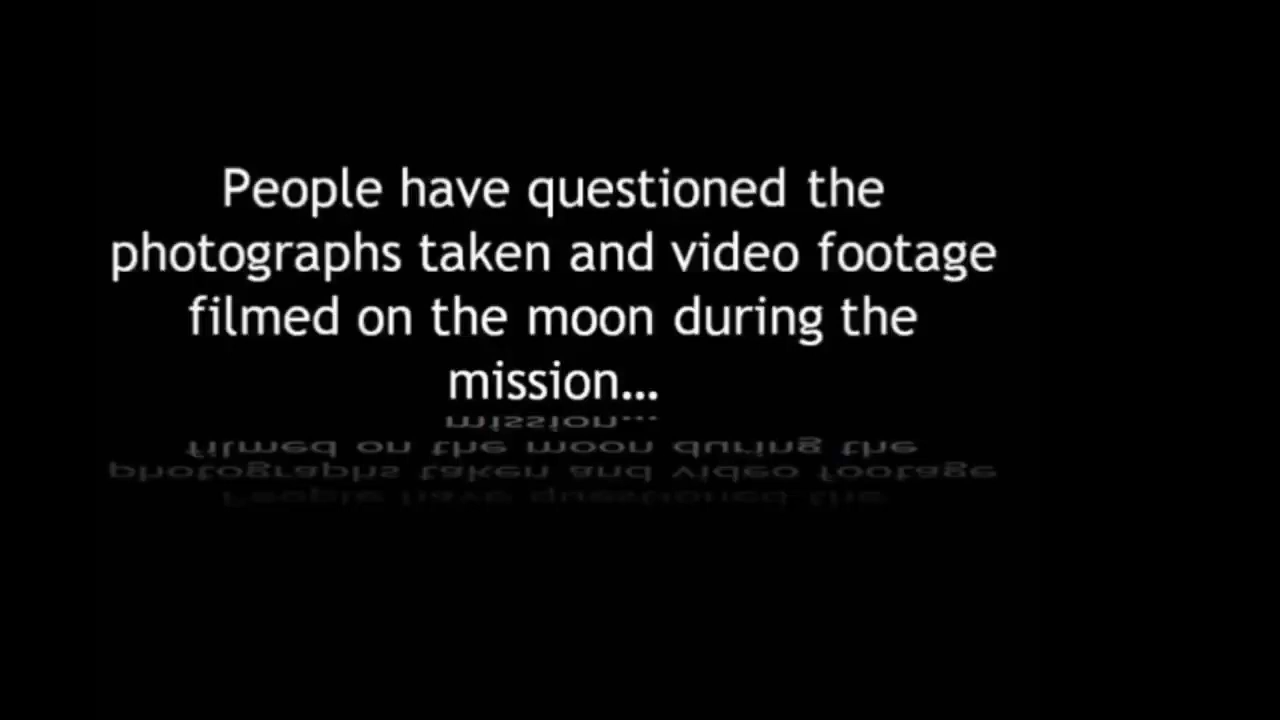 People have questioned the
photographs taken and video footage
filmed on the moon during the
mission...